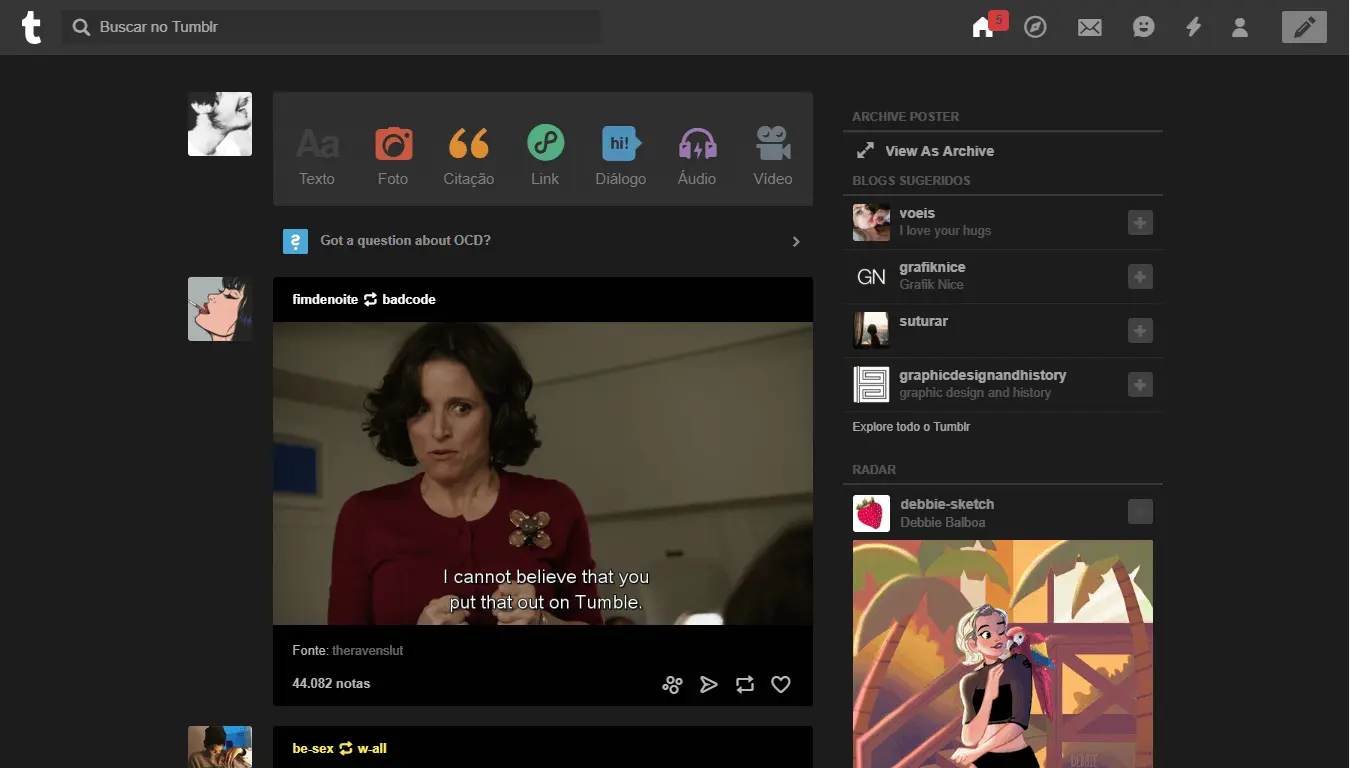 t
Buscar no Tumblr
5
Aa
hi!
Texto
Foto
Citação
Link
Diálogo
Áudio
Vídeo
Got a question about OCD?
fimdenoite badcode
I cannot believe that you
put that out on Tumble.
Fonte: theravenslut
44.082 notas
be-sex w-all
ARCHIVE POSTER
View As Archive
BLOGS SUGERIDOS
voeis
I love your hugs
GN
grafiknice
Grafik Nice
suturar
graphicdesignandhistory
graphic design and history
Explore todo o Tumblr
RADAR
debbie-sketch
Debbie Balboa
DEBBIE